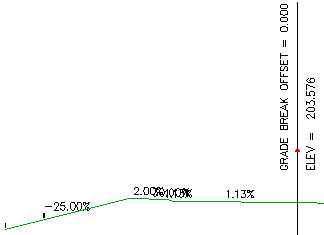 GRADE BREAK OFFSET = 0.000
ELEV = 203.576
-25.00%
2.00%
1.13%